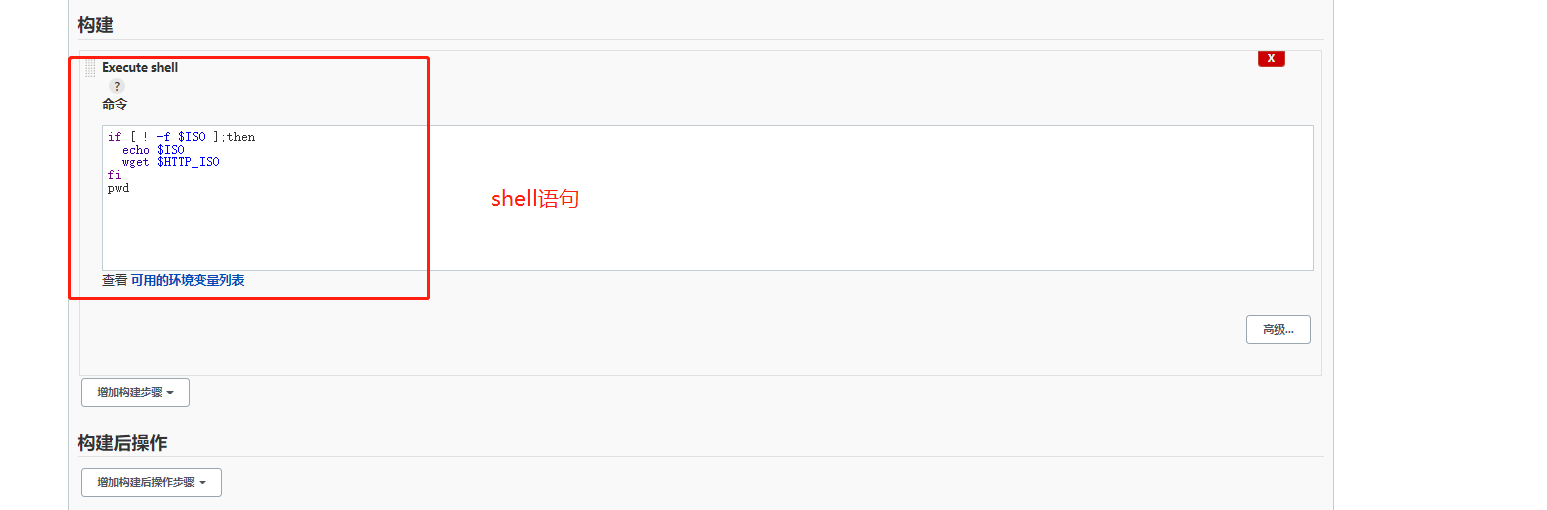 构建
Execute shell
X
?
命令
if [ ! -f $ISO ];then
  echo $ISO
  wget $HTTP_ISO
fi
pwd
shell语句
查看 可用的环境变量列表
高级...
增加构建步骤
构建后操作
增加构建后操作步骤